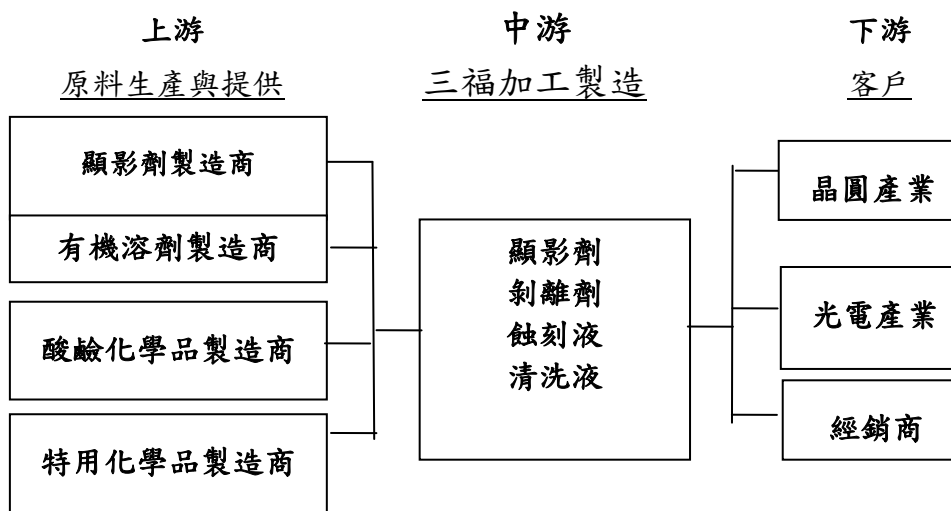 上游
原料生產與提供
顯影劑製造商
有機溶劑製造商
酸鹼化學品製造商
特用化學品製造商
中游
三福加工製造
顯影劑
剝離劑
蝕刻液
清洗液
下游
客戶
晶圓產業
光電產業
經銷商